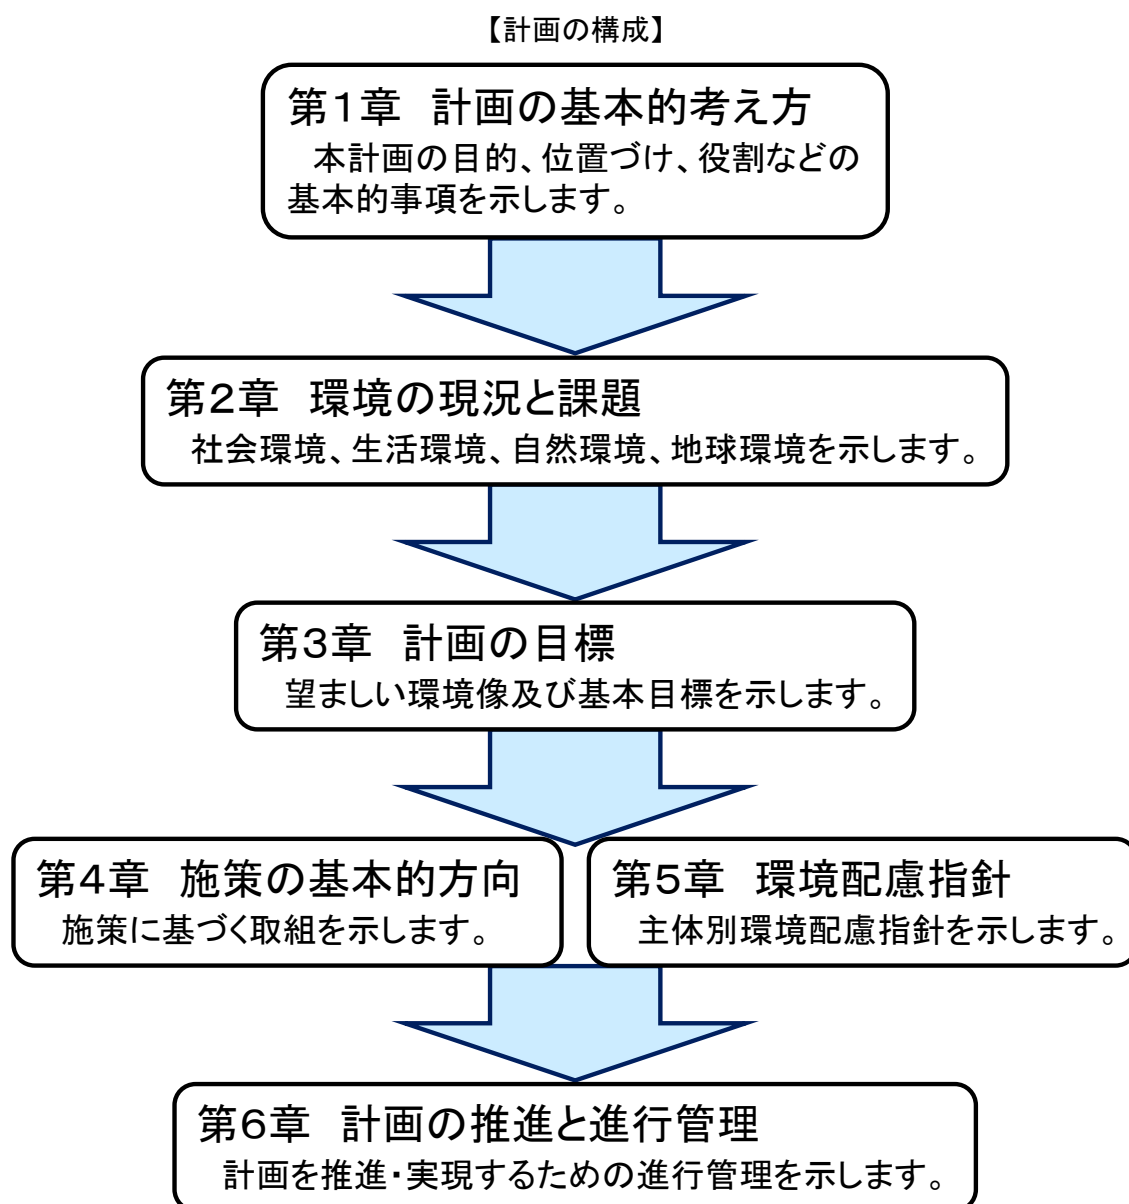 【計画の構成】
第1章　計画の基本的考え方
本計画の目的、位置づけ、役割などの
基本的事項を示します。
第2章　環境の現況と課題
社会環境、生活環境、自然環境、地球環境を示します。
第3章　計画の目標
望ましい環境像及び基本目標を示します。
第4章　施策の基本的方向
施策に基づく取組を示します。
第5章　環境配慮指針
主体別環境配慮指針を示します。
第6章　計画の推進と進行管理
計画を推進・実現するための進行管理を示します。